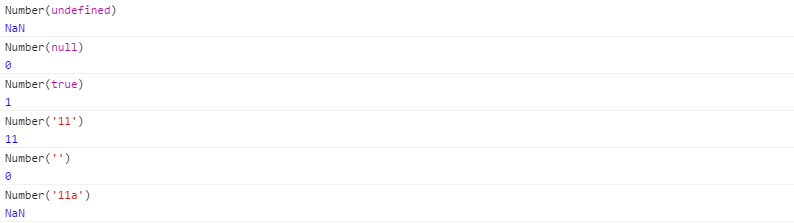 Number(undefined)
NaN
Number(null)
0
Number(true)
1
Number('11')
11
Number('')
0
Number('11a')
NaN